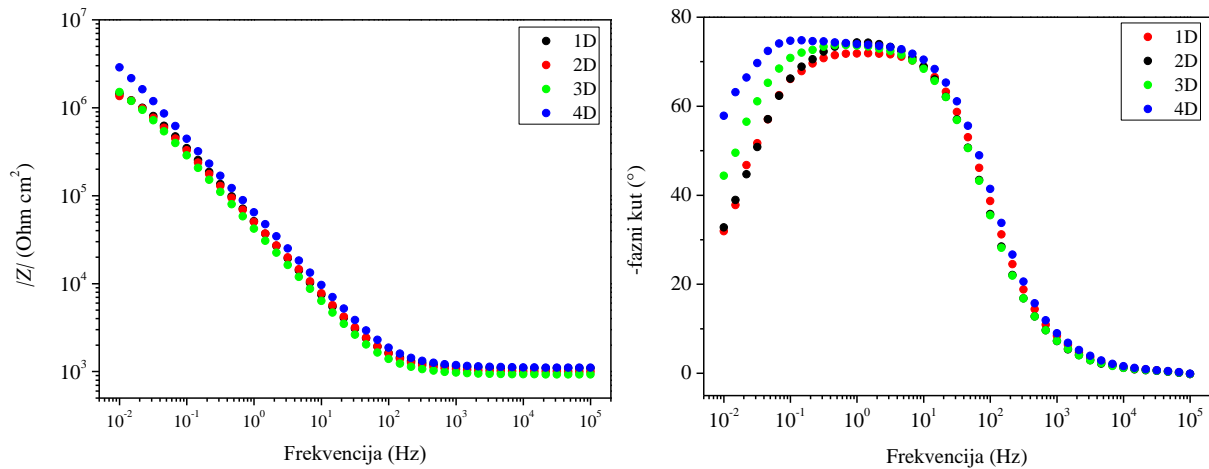 10^7
10^6
10^5
10^4
10^3
/Z/ (Ohm cm^2)
10^-2 10^-1 10^0 10^1 10^2 10^3 10^4 10^5
Frekvencija (Hz)
1D
2D
3D
4D
80
60
40
20
0
-fazni kut (°)
10^-2 10^-1 10^0 10^1 10^2 10^3 10^4 10^5
Frekvencija (Hz)
1D
2D
3D
4D